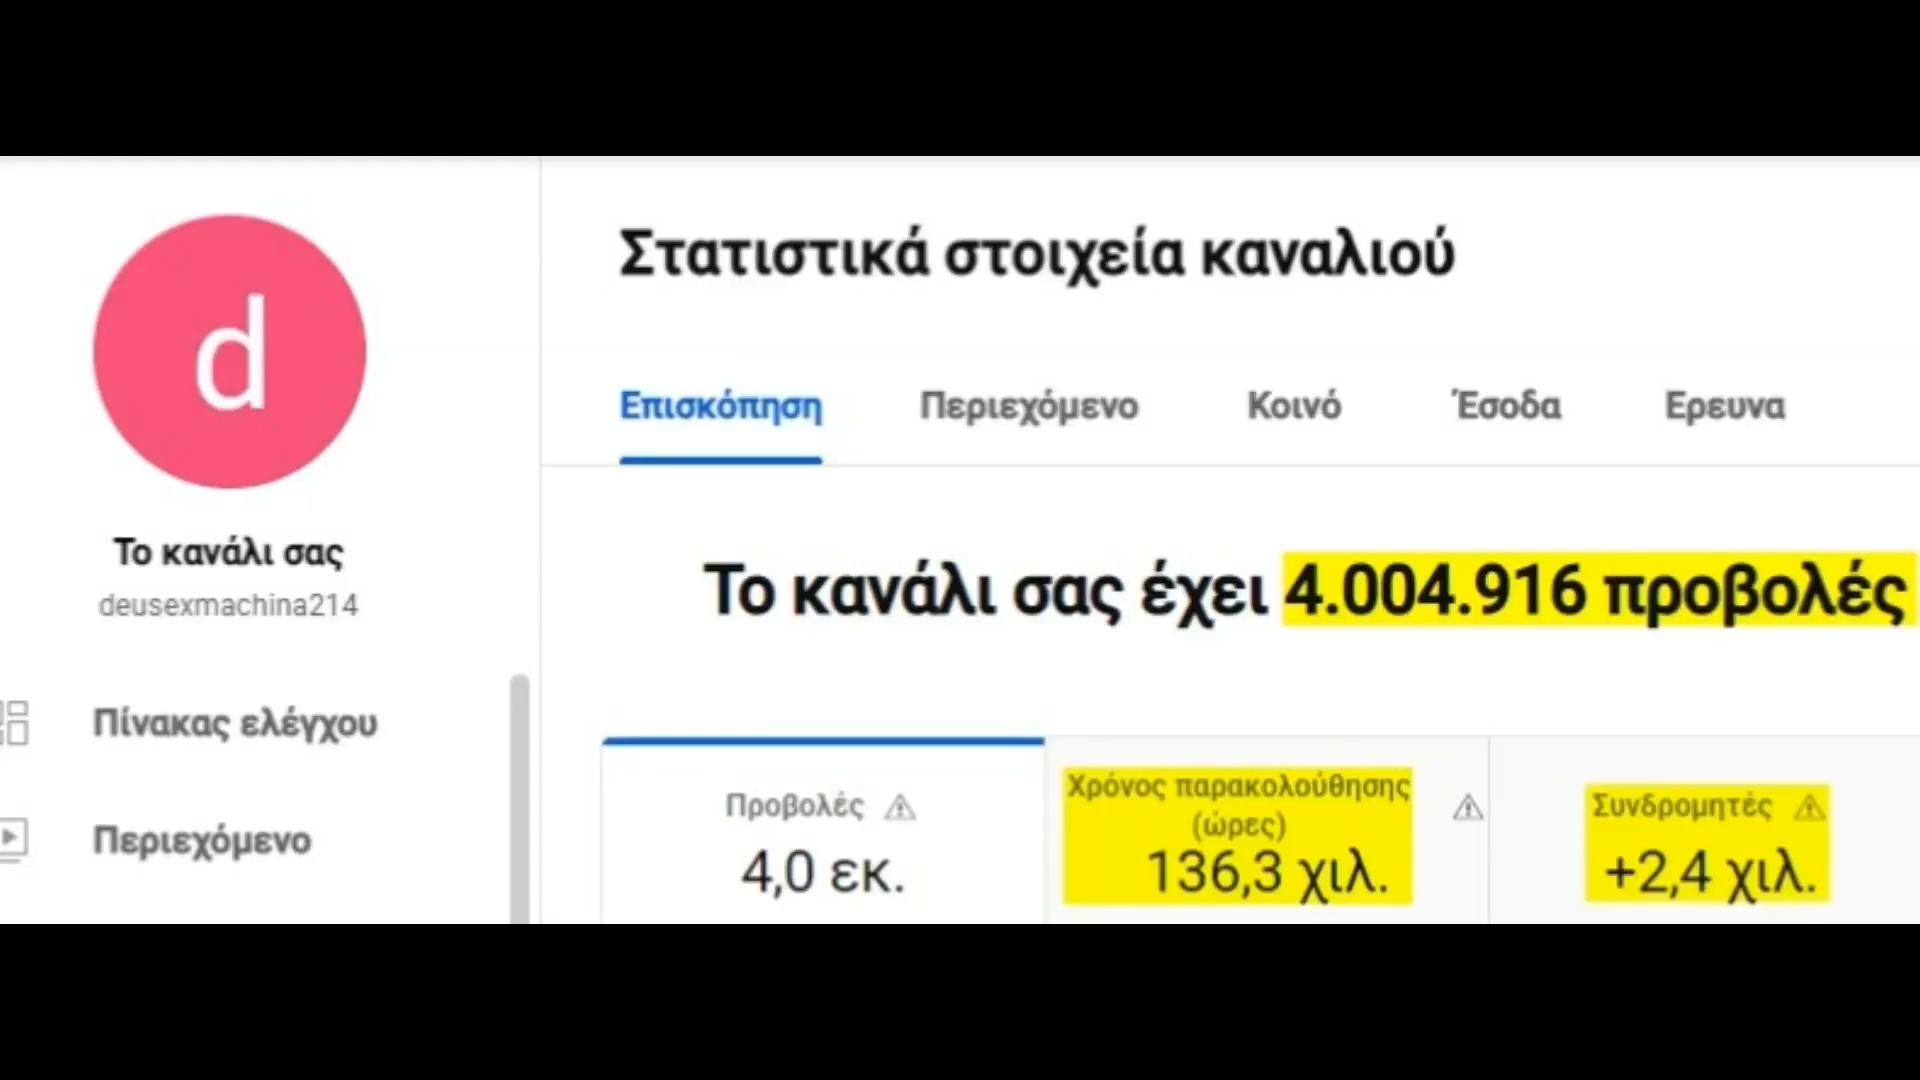 d
Το κανάλι σας
deusexmachina214
Πίνακας ελέγχου
Περιεχόμενο
Στατιστικά στοιχεία καναλιού
Επισκόπηση Περιεχόμενο Κοινό Έσοδα Ερευνα
Το κανάλι σας έχει 4.004.916 προβολές
Προβολές
4,0 εκ.
Χρόνος παρακολούθησης
(ώρες)
136,3 χιλ.
Συνδρομητές
+2,4 χιλ.